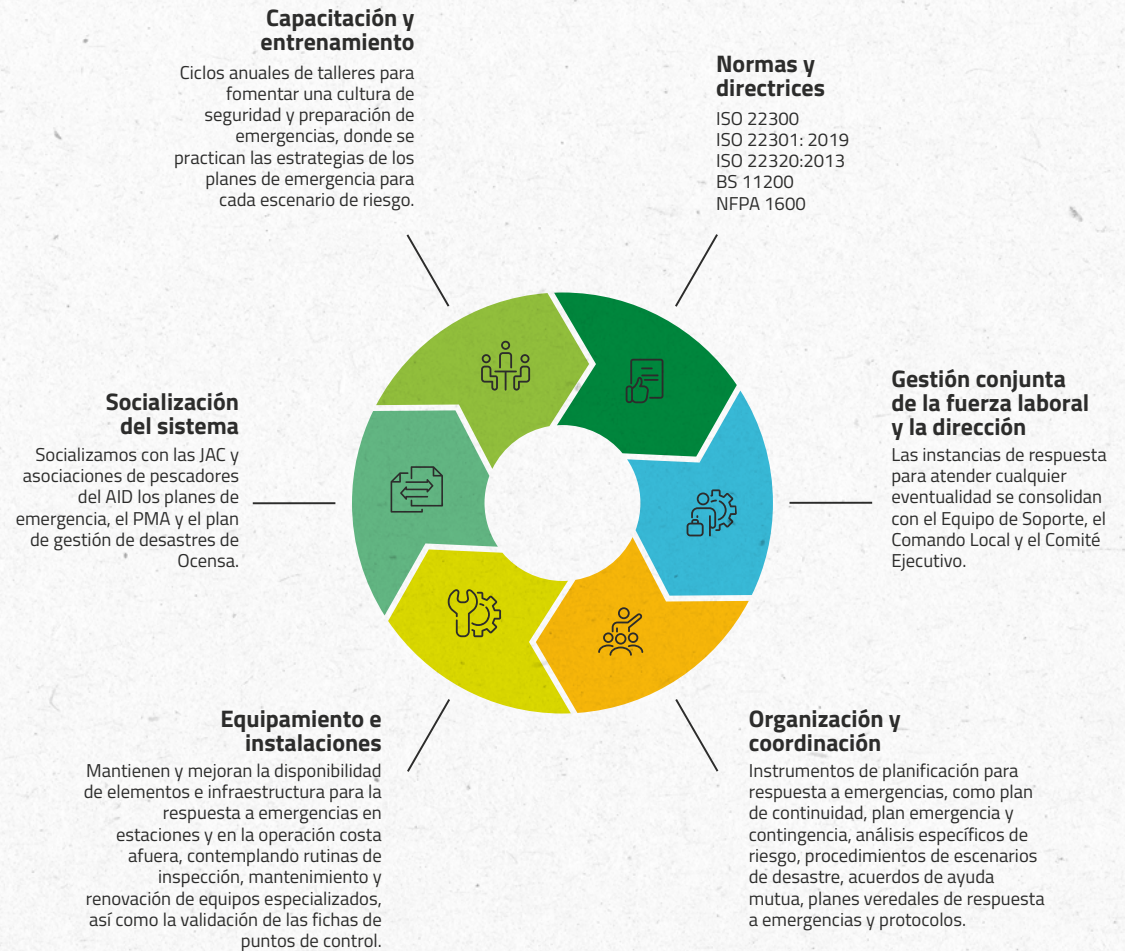 Capacitación y
entrenamiento
Ciclos anuales de talleres para
fomentar una cultura de
seguridad y preparación de
emergencias, donde se
practican las estrategias de los
planes de emergencia para
cada escenario de riesgo.
Normas y
directrices
ISO 22300
ISO 22301: 2019
ISO 22320:2013
BS 11200
NFPA 1600
Gestión conjunta
de la fuerza laboral
y la dirección
Las instancias de respuesta
para atender cualquier
eventualidad se consolidan
con el Equipo de Soporte, el
Comando Local y el Comité
Ejecutivo.
Socialización
del sistema
Socializamos con las JAC y
asociaciones de pescadores
del AID los planes de
emergencia, el PMA y el plan
de gestión de desastres de
Ocensa.
Equipamiento e
instalaciones
Mantienen y mejoran la disponibilidad
de elementos e infraestructura para la
respuesta a emergencias en
estaciones y en la operación costa
afuera, contemplando rutinas de
inspección, mantenimiento y
renovación de equipos especializados,
así como la validación de las fichas de
puntos de control.
Organización y
coordinación
Instrumentos de planificación para
respuesta a emergencias, como plan
de continuidad, plan emergencia y
contingencia, análisis específicos de
riesgo, procedimientos de escenarios
de desastre, acuerdos de ayuda
mutua, planes veredales de respuesta
a emergencias y protocolos.